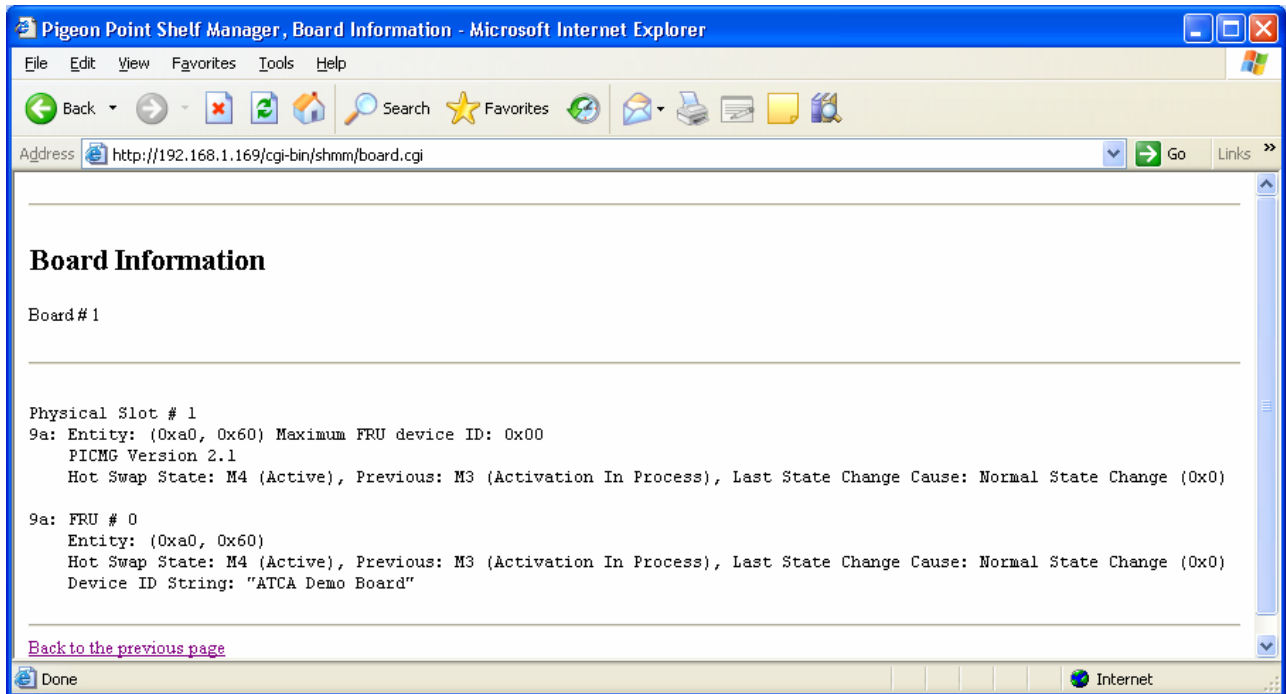 Pigeon Point Shelf Manager, Board Information - Microsoft Internet Explorer
File Edit View Favorites Tools Help
Back Search Favorites
Address http://192.168.1.169/cgi-bin/shmm/board.cgi Go Links »
Board Information
Board # 1
Physical Slot # 1
9a: Entity: (0xa0, 0x60) Maximum FRU device ID: 0x00
PICMG Version 2.1
Hot Swap State: M4 (Active), Previous: M3 (Activation In Process), Last State Change Cause: Normal State Change (0x0)
9a: FRU # 0
Entity: (0xa0, 0x60)
Hot Swap State: M4 (Active), Previous: M3 (Activation In Process), Last State Change Cause: Normal State Change (0x0)
Device ID String: "ATCA Demo Board"
Back to the previous page
Done Internet